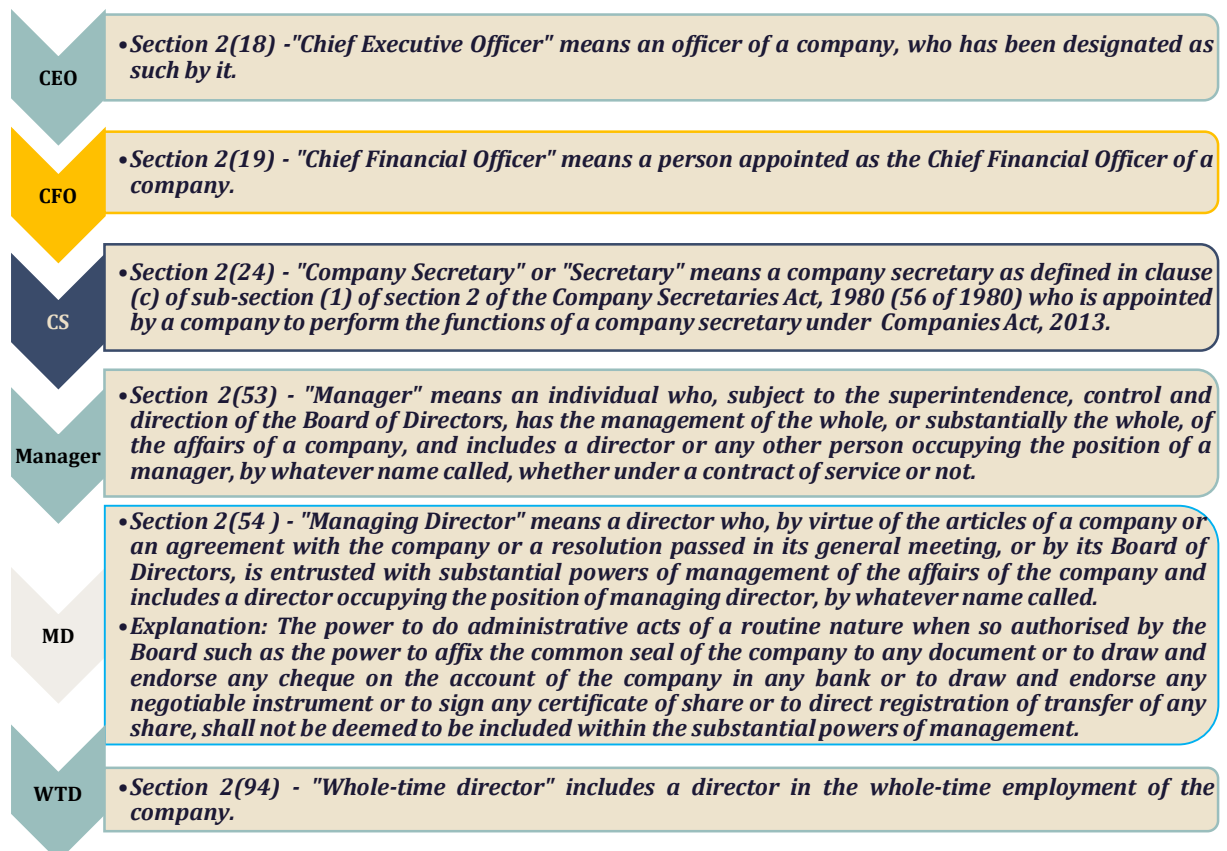 CEO
•Section 2(18) -"Chief Executive Officer" means an officer of a company, who has been designated as
such by it.
CFO
•Section 2(19) - "Chief Financial Officer" means a person appointed as the Chief Financial Officer of a
company.
CS
•Section 2(24) - "Company Secretary" or "Secretary" means a company secretary as defined in clause
(c) of sub-section (1) of section 2 of the Company Secretaries Act, 1980 (56 of 1980) who is appointed
by a company to perform the functions of a company secretary under Companies Act, 2013.
Manager
•Section 2(53) - "Manager" means an individual who, subject to the superintendence, control and
direction of the Board of Directors, has the management of the whole, or substantially the whole, of
the affairs of a company, and includes a director or any other person occupying the position of a
manager, by whatever name called, whether under a contract of service or not.
MD
•Section 2(54 ) - "Managing Director" means a director who, by virtue of the articles of a company or
an agreement with the company or a resolution passed in its general meeting, or by its Board of
Directors, is entrusted with substantial powers of management of the affairs of the company and
includes a director occupying the position of managing director, by whatever name called.
•Explanation: The power to do administrative acts of a routine nature when so authorised by the
Board such as the power to affix the common seal of the company to any document or to draw and
endorse any cheque on the account of the company in any bank or to draw and endorse any
negotiable instrument or to sign any certificate of share or to direct registration of transfer of any
share, shall not be deemed to be included within the substantial powers of management.
WTD
•Section 2(94) - "Whole-time director" includes a director in the whole-time employment of the
company.